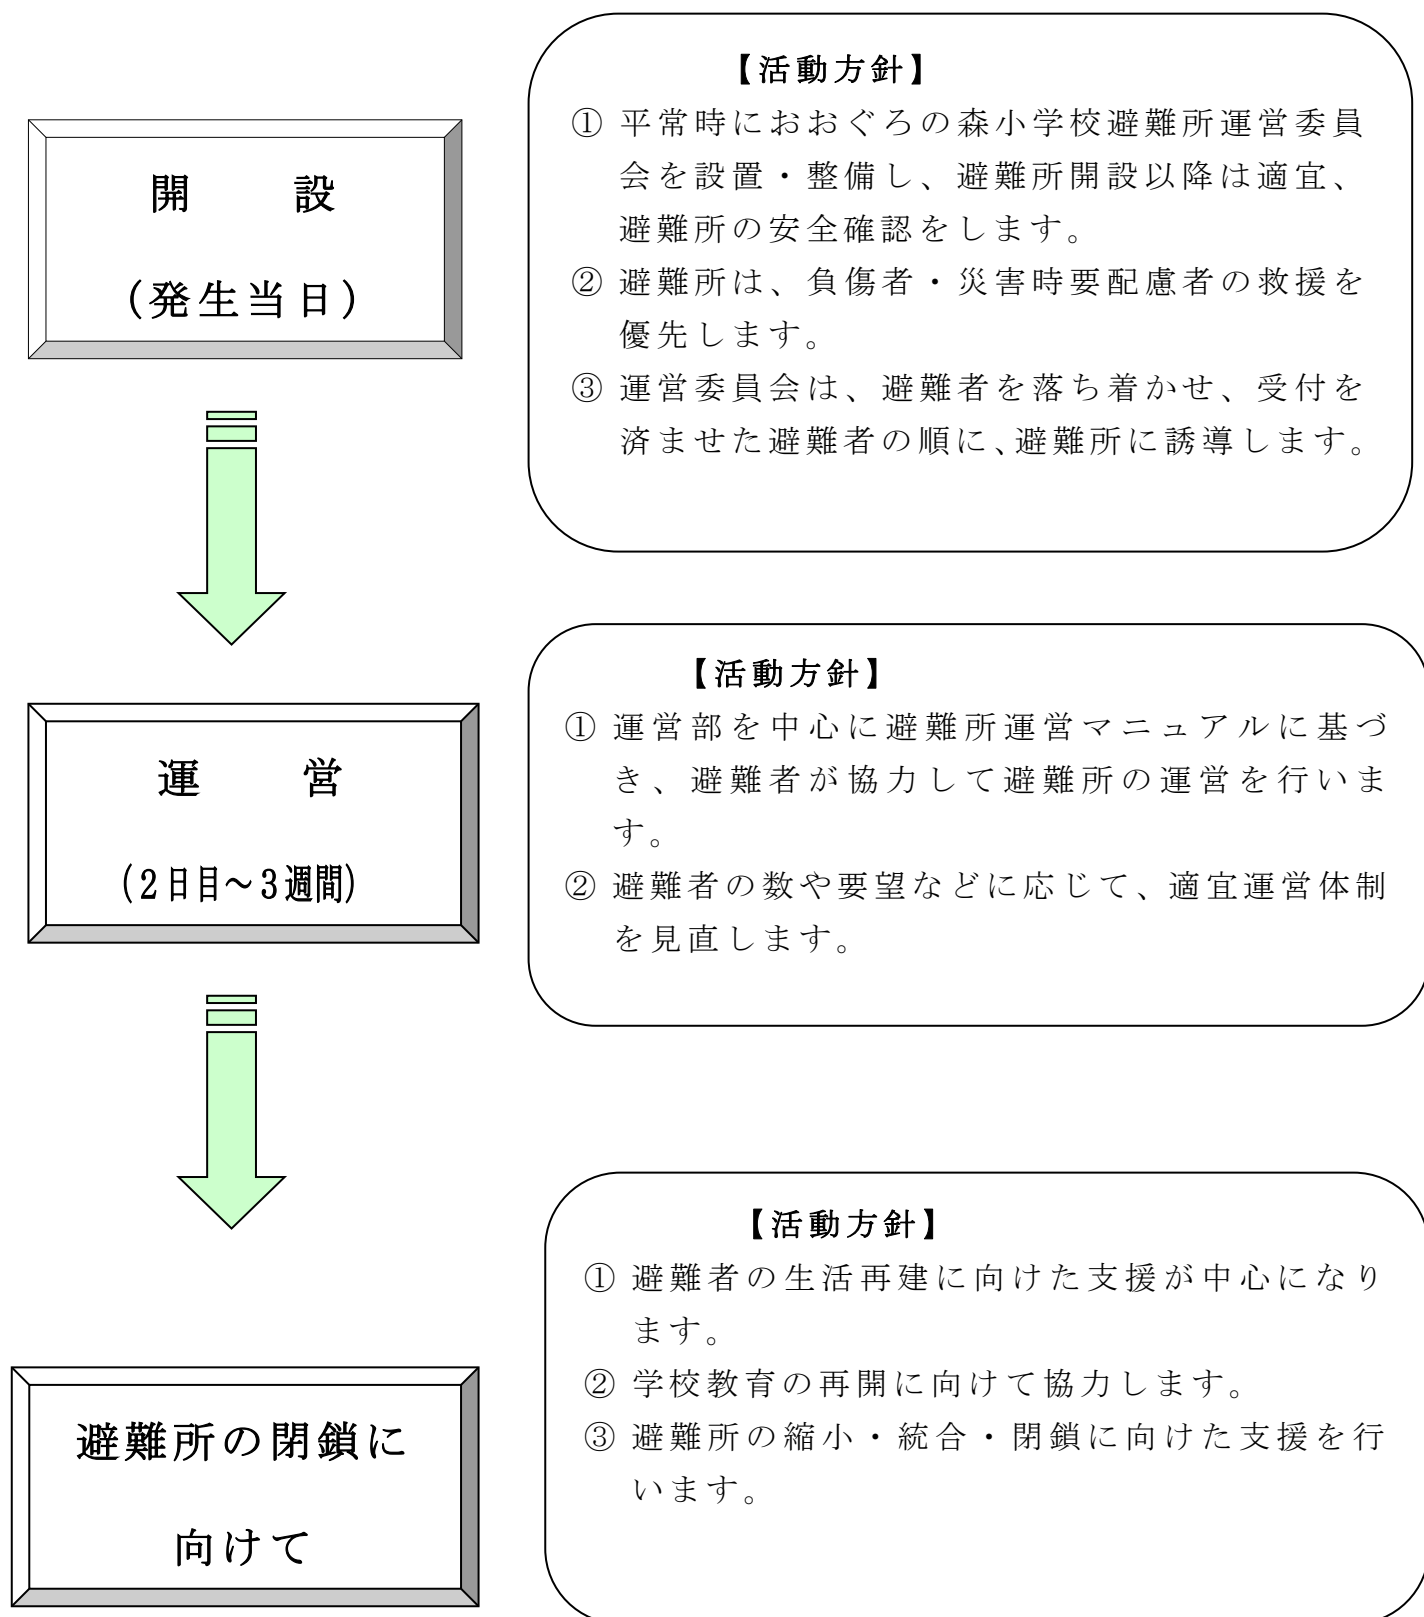 開　設
(発生当日)
【活動方針】
① 平常時におおぐろの森小学校避難所運営委員
会を設置・整備し、避難所開設以降は適宜、
避難所の安全確認をします。
② 避難所は、負傷者・災害時要配慮者の救援を
優先します。
③ 運営委員会は、避難者を落ち着かせ、受付を
済ませた避難者の順に、避難所に誘導します。
運　営
(2日目～3週間)
【活動方針】
① 運営部を中心に避難所運営マニュアルに基づ
き、避難者が協力して避難所の運営を行いま
す。
② 避難者の数や要望などに応じて、適宜運営体制
を見直します。
避難所の閉鎖に
向けて
【活動方針】
① 避難者の生活再建に向けた支援が中心になり
ます。
② 学校教育の再開に向けて協力します。
③ 避難所の縮小・統合・閉鎖に向けた支援を行
います。